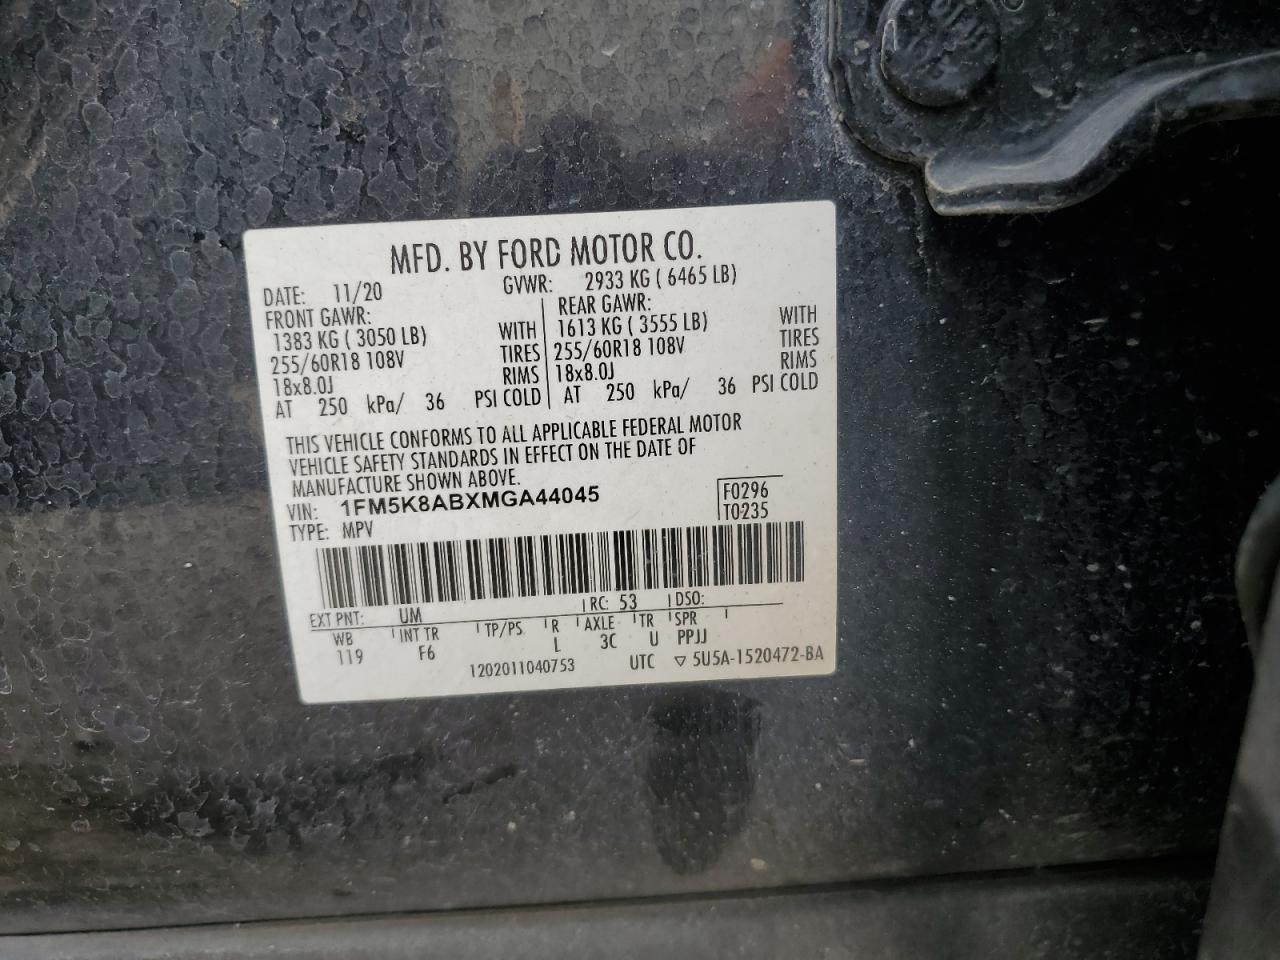 MFD. BY FORD MOTOR CO.
DATE: 11/20 GVWR: 2933 KG ( 6465 LB)
FRONT GAWR: REAR GAWR:
1383 KG ( 3050 LB) WITH 1613 KG ( 3555 LB) WITH
255/60R18 108V TIRES 255/60R18 108V TIRES
18x8.0J RIMS 18x8.0J RIMS
AT 250 kPa/ 36 PSI COLD AT 250 kPa/ 36 PSI COLD
THIS VEHICLE CONFORMS TO ALL APPLICABLE FEDERAL MOTOR
VEHICLE SAFETY STANDARDS IN EFFECT ON THE DATE OF
MANUFACTURE SHOWN ABOVE.
VIN: 1FM5K8ABXMGA44045 F0296
TYPE: MPV T0235
EXT PNT: UM RC: 53 DSO:
WB INT TR TP/PS R AXLE TR SPR
119 F6 L 3C U PPJJ
1202011040753 UTC ▽ 5U5A-1520472-BA